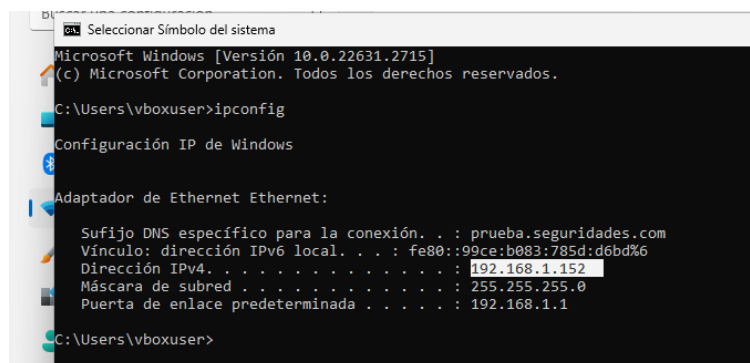 Seleccionar Símbolo del sistema
Microsoft Windows [Versión 10.0.22631.2715]
(c) Microsoft Corporation. Todos los derechos reservados.
C:\Users\vboxuser>ipconfig
Configuración IP de Windows
Adaptador de Ethernet Ethernet:
Sufijo DNS específico para la conexión. . : prueba.seguridades.com
Vínculo: dirección IPv6 local. . . : fe80::99ce:b083:785d:d6bd%6
Dirección IPv4. . . . . . . . . . . . . . : 192.168.1.152
Máscara de subred . . . . . . . . . . . . : 255.255.255.0
Puerta de enlace predeterminada . . . . . : 192.168.1.1
C:\Users\vboxuser>